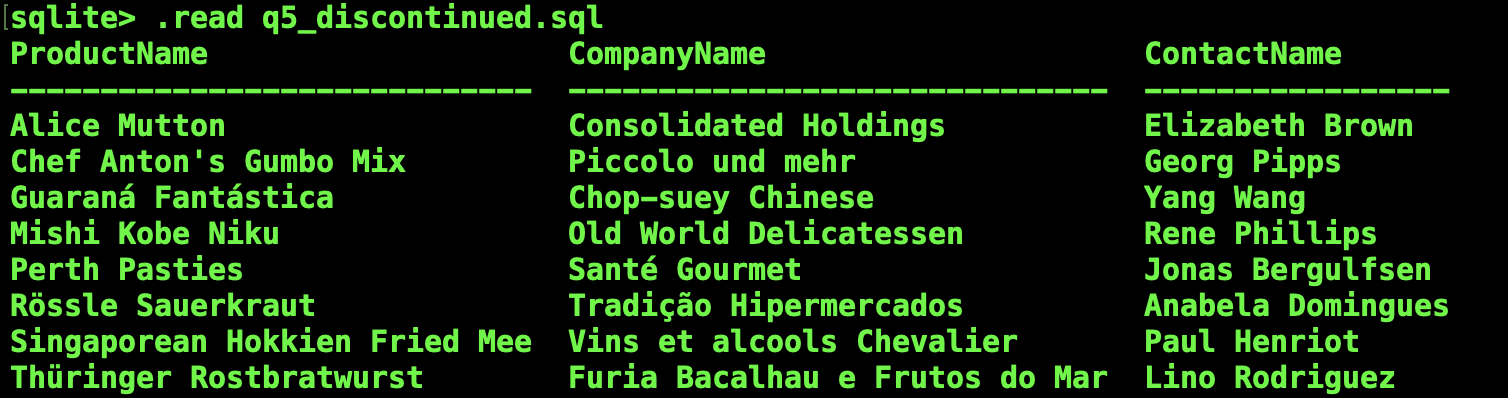 [sqlite> .read q5_discontinued.sql
ProductName CompanyName ContactName
----------------------------- ------------------------------ -----------------
Alice Mutton Consolidated Holdings Elizabeth Brown
Chef Anton's Gumbo Mix Piccolo und mehr Georg Pipps
Guaraná Fantástica Chop-suey Chinese Yang Wang
Mishi Kobe Niku Old World Delicatessen Rene Phillips
Perth Pasties Santé Gourmet Jonas Bergulfsen
Rössle Sauerkraut Tradição Hipermercados Anabela Domingues
Singaporean Hokkien Fried Mee Vins et alcools Chevalier Paul Henriot
Thüringer Rostbratwurst Furia Bacalhau e Frutos do Mar Lino Rodriguez